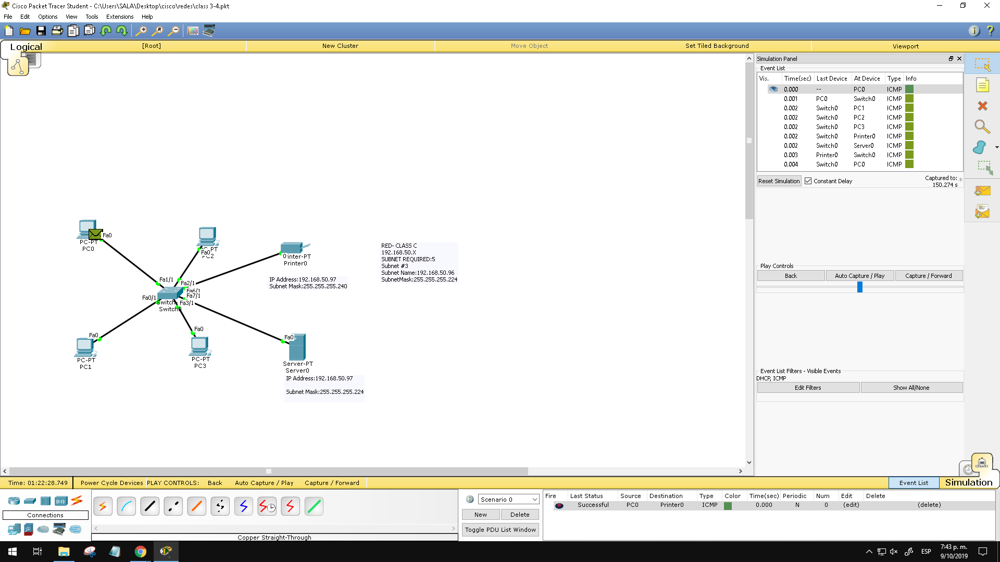 Cisco Packet Tracer Student - C:\Users\SALA\Desktop\cisco\redes\class 3-4.pkt
File Edit Options View Tools Extensions Help
Logical [Root] New Cluster Move Object Set Tiled Background Viewport
Simulation Panel
Event List
Vis. Time(sec) Last Device At Device Type Info
0.000 -- PC0 ICMP
0.001 PC0 Switch0 ICMP
0.002 Switch0 PC1 ICMP
0.002 Switch0 PC2 ICMP
0.002 Switch0 PC3 ICMP
0.002 Switch0 Printer0 ICMP
0.002 Switch0 Server0 ICMP
0.003 Printer0 Switch0 ICMP
0.004 Switch0 PC0 ICMP
Reset Simulation Constant Delay Captured to: *
150.274 s
Fa0
PC-PT
PC0
Fa0
PC2
inter-PT
Printer0
IP Address:192.168.50.97
Subnet Mask:255.255.255.240
RED- CLASS C
192.168.50.X
SUBNET REQUIRED:5
Subnet #3
Subnet Name:192.168.50.96
SubnetMask:255.255.255.224
Fa1/1
Fa2/1
Fa6/1
Fa7/1
Fa0/1
Fa3/1
Switch
Switch0
Fa0
PC-PT
PC1
Fa0
PC-PT
PC3
Fa0
Server-PT
Server0
IP Address:192.168.50.97
Subnet Mask:255.255.255.224
Play Controls
Back Auto Capture / Play Capture / Forward
Event List Filters - Visible Events
DHCP, ICMP
Edit Filters Show All/None
Time: 01:22:28.749 Power Cycle Devices PLAY CONTROLS: Back Auto Capture / Play Capture / Forward Event List Simulation
Connections
Copper Straight-Through
Scenario 0
New Delete
Toggle PDU List Window
Fire Last Status Source Destination Type Color Time(sec) Periodic Num Edit Delete
Successful PC0 Printer0 ICMP 0.000 N 0 (edit) (delete)
ESP
7:43 p. m.
9/10/2019